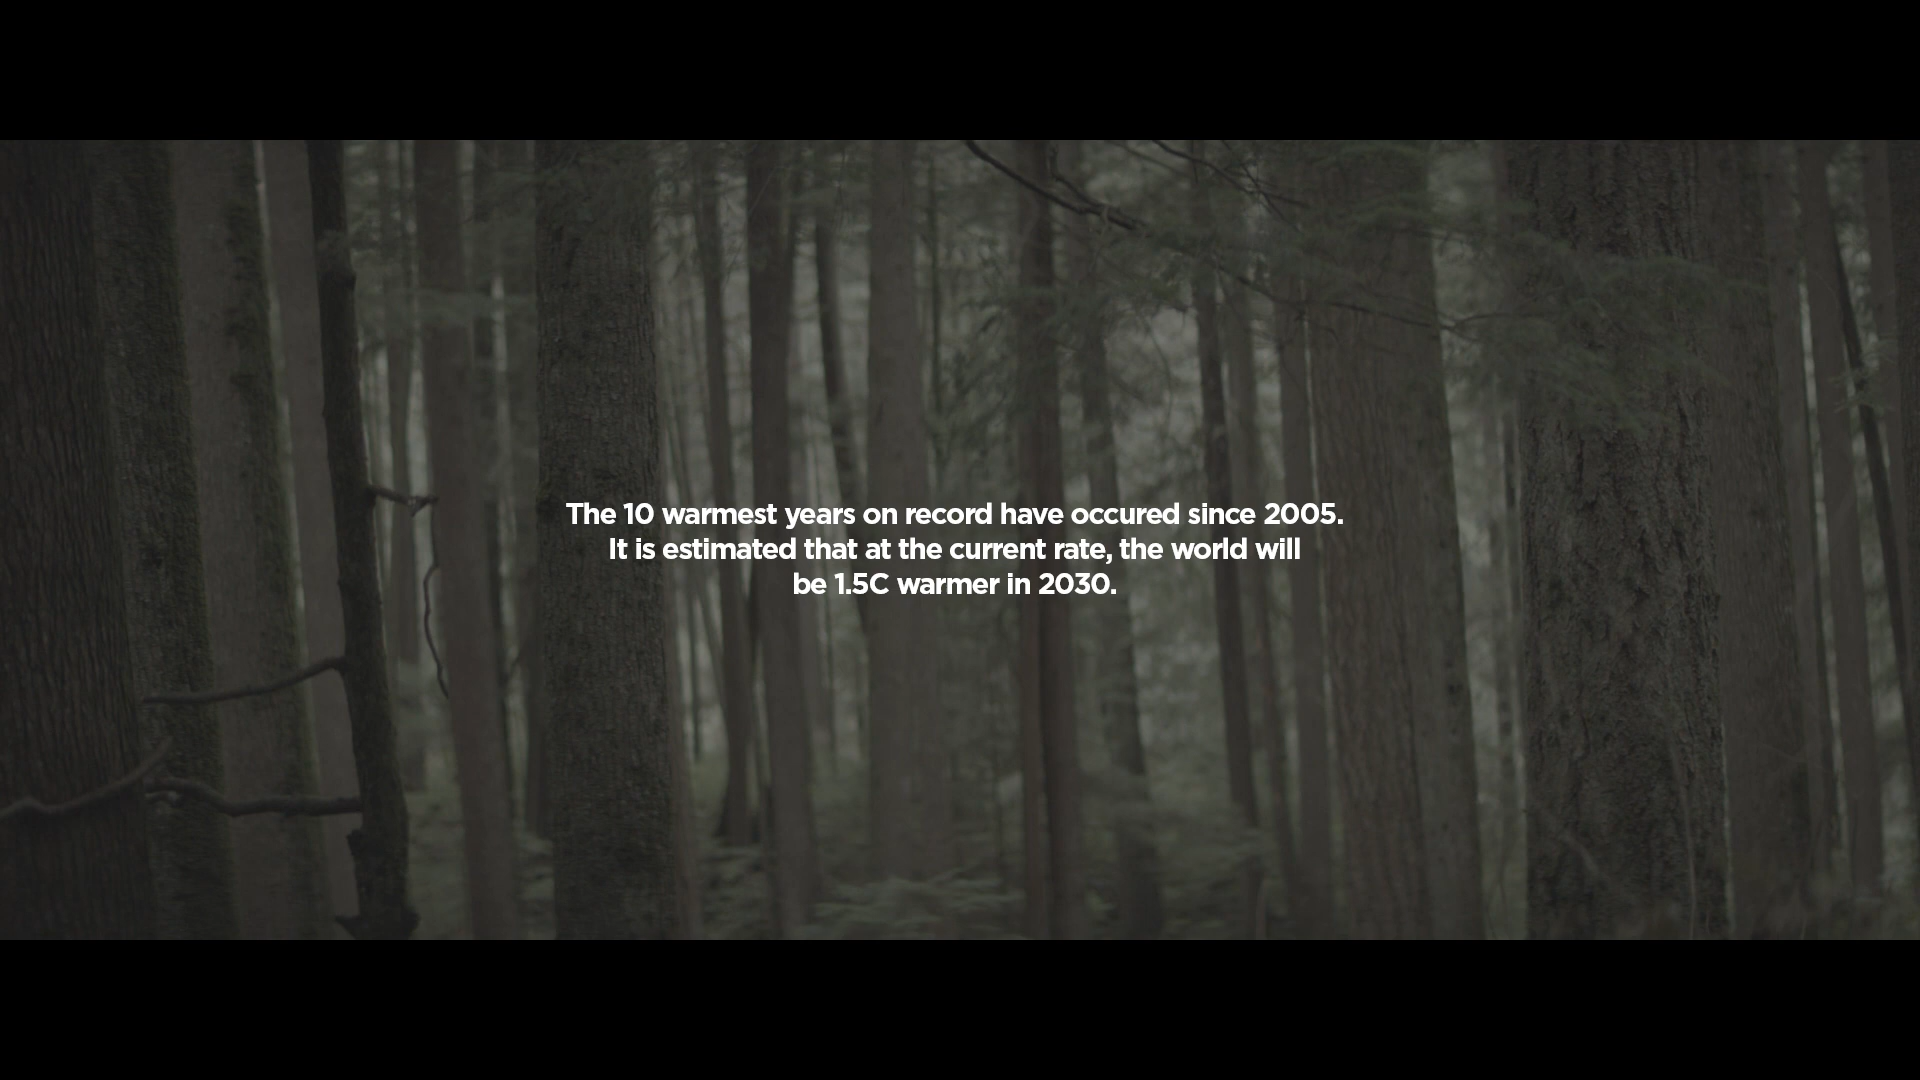 The 10 warmest years on record have occured since 2005.
It is estimated that at the current rate, the world will
be 1.5C warmer in 2030.